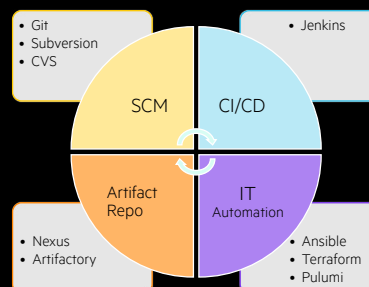 • Git
• Subversion
• CVS
• Jenkins
SCM
CI/CD
Artifact
Repo
IT
Automation
• Nexus
• Artifactory
• Ansible
• Terraform
• Pulumi